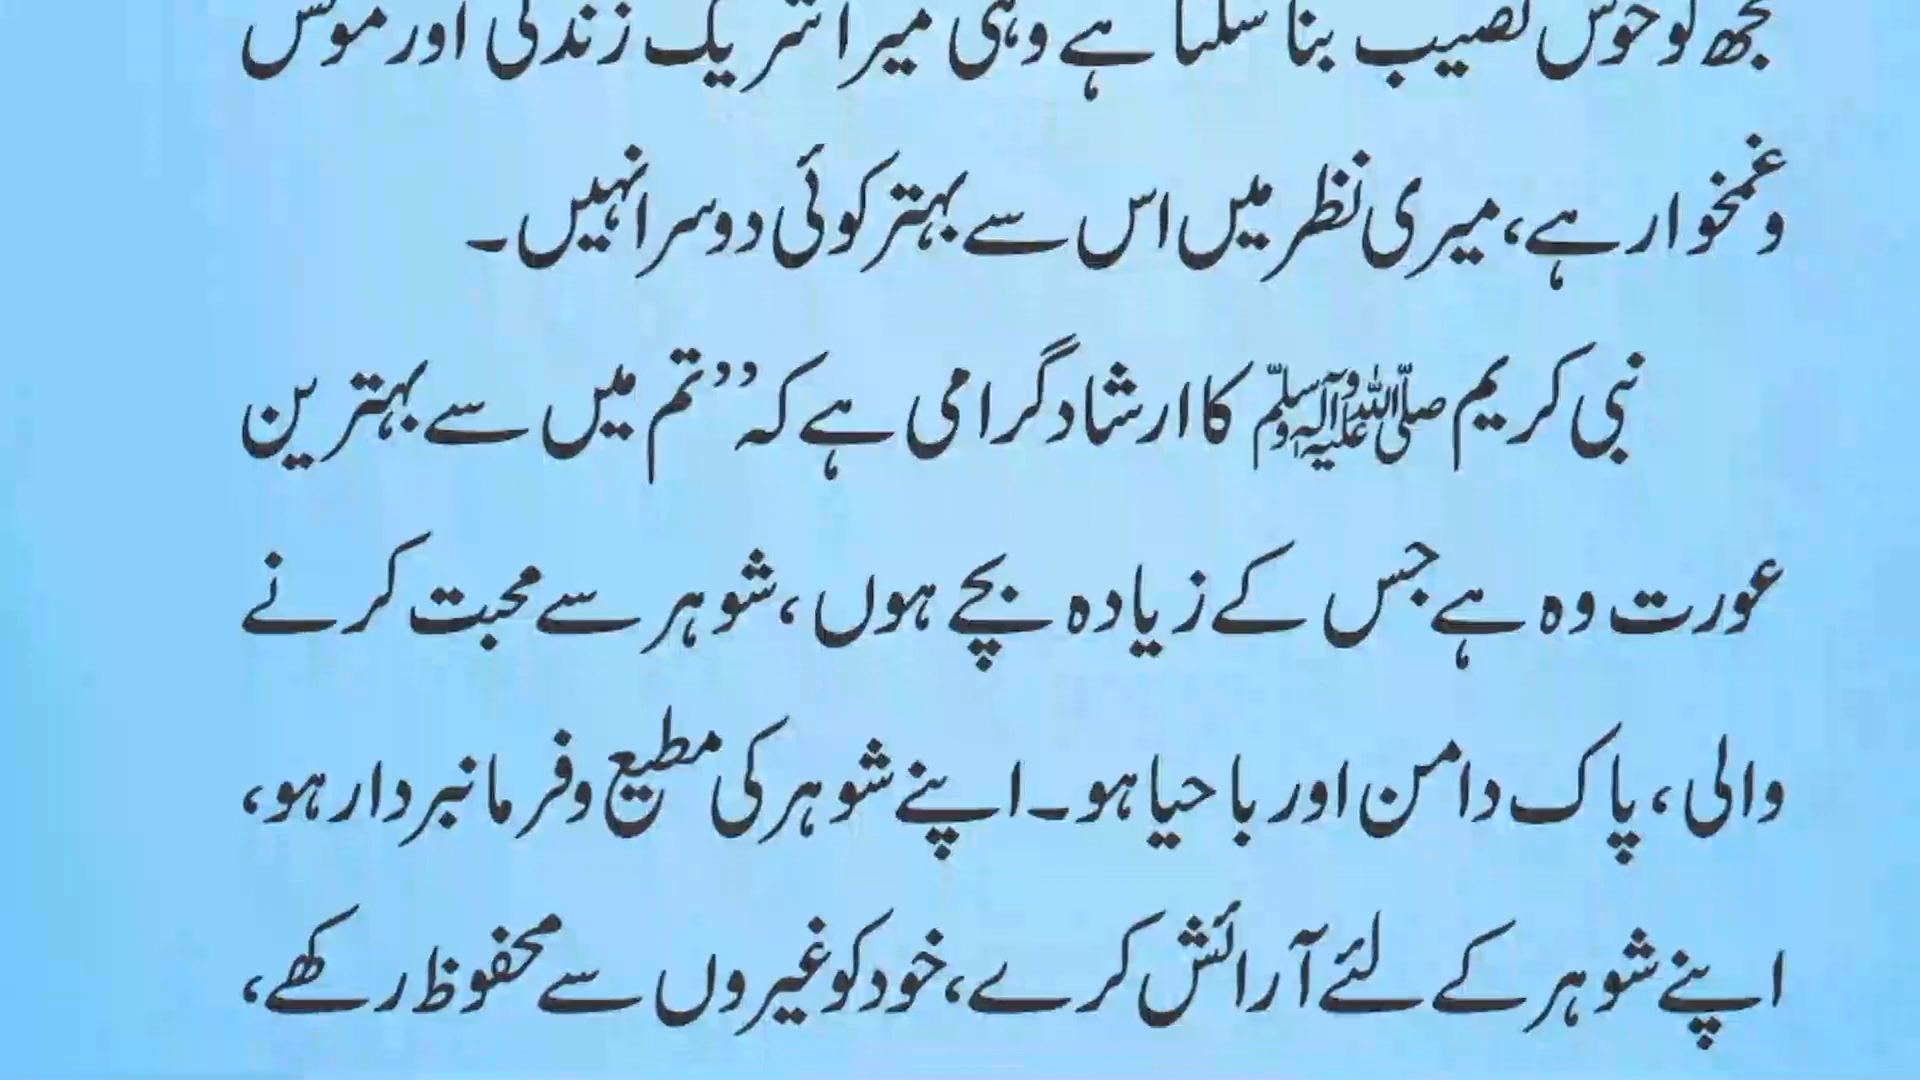 مجھ کو خوش نصیب بنا سکتا ہے وہی میرا شریک زندگی اور مونس
وغمخوار ہے، میری نظر میں اس سے بہتر کوئی دوسرا نہیں۔
نبی کریم صلی اللہ علیہ وآلہ وسلم کا ارشاد گرامی ہے کہ ’’تم میں سے بہترین
عورت وہ ہے جس کے زیادہ بچے ہوں، شوہر سے محبت کرنے
والی، پاک دامن اور باحیا ہو۔ اپنے شوہر کی مطیع و فرمانبردار ہو،
اپنے شوہر کے لئے آرائش کرے، خود کو غیروں سے محفوظ رکھے،